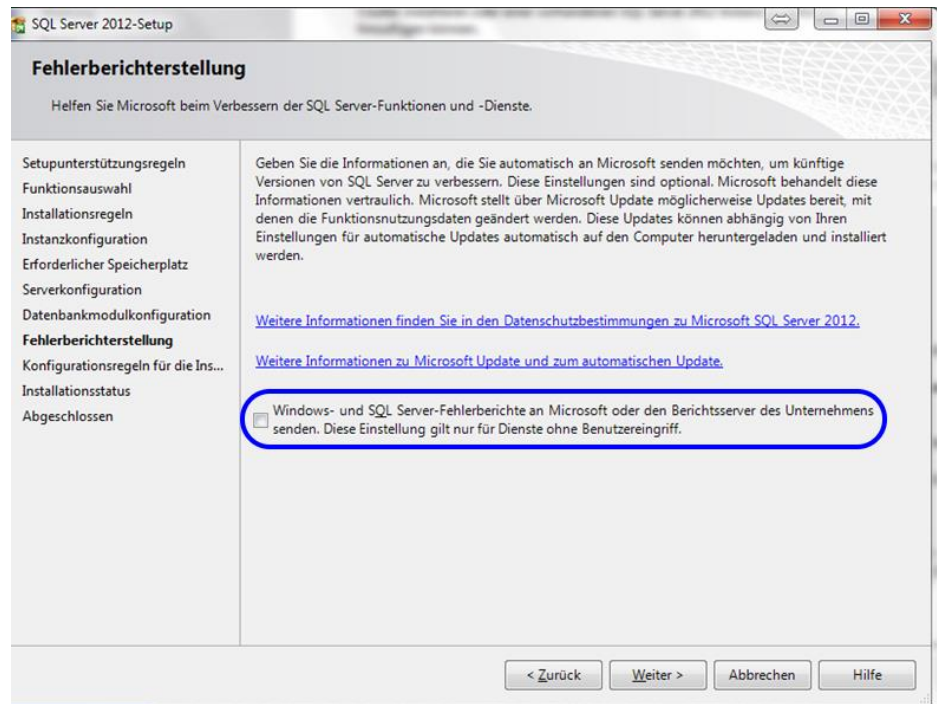 SQL Server 2012-Setup
Fehlerberichterstellung
Helfen Sie Microsoft beim Verbessern der SQL Server-Funktionen und -Dienste.
Setupunterstützungsregeln
Funktionsauswahl
Installationsregeln
Instanzkonfiguration
Erforderlicher Speicherplatz
Serverkonfiguration
Datenbankmodulkonfiguration
Fehlerberichterstellung
Konfigurationsregeln für die Ins...
Installationsstatus
Abgeschlossen
Geben Sie die Informationen an, die Sie automatisch an Microsoft senden möchten, um künftige
Versionen von SQL Server zu verbessern. Diese Einstellungen sind optional. Microsoft behandelt diese
Informationen vertraulich. Microsoft stellt über Microsoft Update möglicherweise Updates bereit, mit
denen die Funktionsnutzungsdaten geändert werden. Diese Updates können abhängig von Ihren
Einstellungen für automatische Updates automatisch auf den Computer heruntergeladen und installiert
werden.
Weitere Informationen finden Sie in den Datenschutzbestimmungen zu Microsoft SQL Server 2012.
Weitere Informationen zu Microsoft Update und zum automatischen Update.
Windows- und SQL Server-Fehlerberichte an Microsoft oder den Berichtsserver des Unternehmens
senden. Diese Einstellung gilt nur für Dienste ohne Benutzereingriff.
< Zurück
Weiter >
Abbrechen
Hilfe